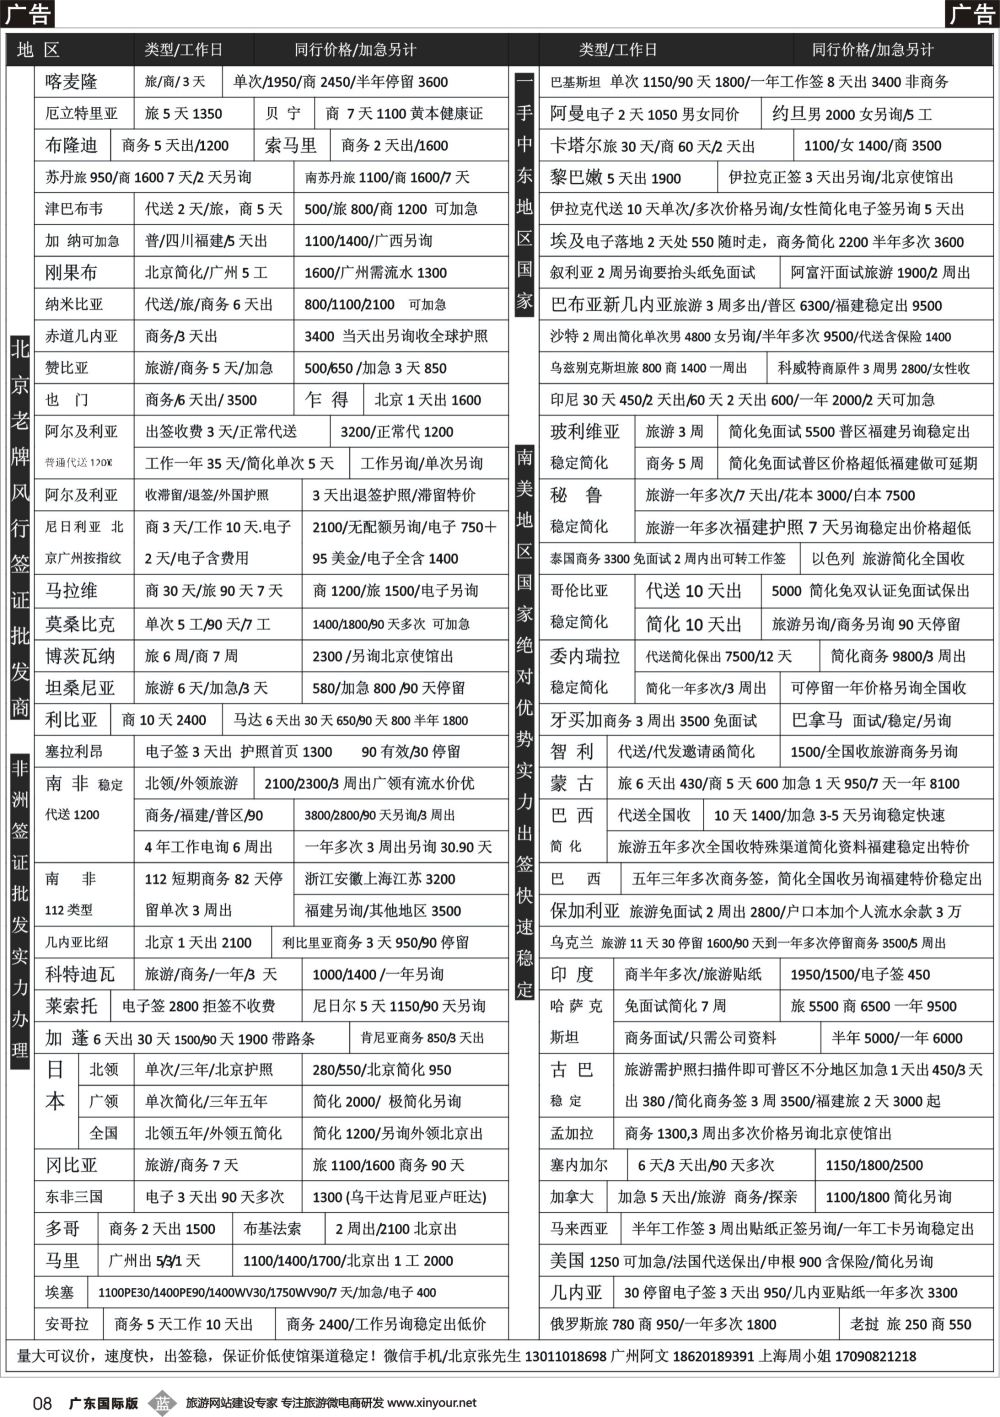 广告
广告
地 区 类型/工作日 同行价格/加急另计 类型/工作日 同行价格/加急另计
北京老牌风行签证批发商
非洲签证批发实力办理
喀麦隆 旅/商/ 3 天 单次/1950/商 2450/半年停留 3600
厄立特里亚 旅 5 天 1350 贝 宁 商 7 天 1100 黄本健康证
布隆迪 商务 5 天出/1200 索马里 商务 2 天出/1600
苏丹旅 950/商 1600 7 天/2 天另询 南苏丹旅 1100/商 1600/7 天
津巴布韦 代送 2 天/旅，商 5 天 500/旅 800/商 1200 可加急
加 纳可加急 普/四川福建/5 天出 1100/1400/广西另询
刚果布 北京简化/广州 5 工 1600/广州需流水 1300
纳米比亚 代送/旅/商务 6 天出 800/1100/2100 可加急
赤道几内亚 商务/3 天出 3400 当天出另询收全球护照
赞比亚 旅游/商务 5 天/加急 500/650 /加急 3 天 850
也 门 商务/6 天出/ 3500 乍 得 北京 1 天出 1600
阿尔及利亚 出签收费 3 天/正常代送 3200/正常代 1200
普通代送 120¥ 工作一年 35 天/简化单次 5 天 工作另询/单次另询
阿尔及利亚 收滞留/退签/外国护照 3 天出退签护照/滞留特价
尼日利亚 北 商 3 天/工作 10 天.电子 2100/无配额另询/电子 750＋
京广州按指纹 2 天/电子含费用 95 美金/电子全含 1400
马拉维 商 30 天/旅 90 天 7 天 商 1200/旅 1500/电子另询
莫桑比克 单次 5 工/90 天/7 工 1400/1800/90 天多次 可加急
博茨瓦纳 旅 6 周/商 7 周 2300 /另询北京使馆出
坦桑尼亚 旅游 6 天/加急/3 天 580/加急 800 /90 天停留
利比亚 商 10 天 2400 马达 6 天出 30 天 650/90 天 800 半年 1800
塞拉利昂 电子签 3 天出 护照首页 1300 90 有效/30 停留
南 非 稳定 北领/外领旅游 2100/2300/3 周出广领有流水价优
代送 1200 商务/福建/普区/90 3800/2800/90 天另询/3 周出
4 年工作电询 6 周出 一年多次 3 周出另询 30.90 天
南 非 112 短期商务 82 天停 浙江安徽上海江苏 3200
112 类型 留单次 3 周出 福建另询/其他地区 3500
几内亚比绍 北京 1 天出 2100 利比里亚商务 3 天 950/90 停留
科特迪瓦 旅游/商务/一年/3 天 1000/1400 /一年另询
莱索托 电子签 2800 拒签不收费 尼日尔 5 天 1150/90 天另询
加 蓬 6 天出 30 天 1500/90 天 1900 带路条 肯尼亚商务 850/3 天出
日本 北领 单次/三年/北京护照 280/550/北京简化 950
广领 单次简化/三年五年 简化 2000/ 极简化另询
全国 北领五年/外领五简化 简化 1200/另询外领北京出
冈比亚 旅游/商务 7 天 旅 1100/1600 商务 90 天
东非三国 电子 3 天出 90 天多次 1300 (乌干达肯尼亚卢旺达)
多哥 商务 2 天出 1500 布基法索 2 周出/2100 北京出
马里 广州出 5/3/1 天 1100/1400/1700/北京出 1 工 2000
埃塞 1100PE30/1400PE90/1400WV30/1750WV90/7 天/加急/电子 400
安哥拉 商务 5 天工作 10 天出 商务 2400/工作另询稳定出低价
一手中东地区国家
南美地区国家绝对优势实力出签快速稳定
巴基斯坦 单次 1150/90 天 1800/一年工作签 8 天出 3400 非商务
阿曼电子 2 天 1050 男女同价 约旦男 2000 女另询/5 工
卡塔尔旅 30 天/商 60 天/2 天出 1100/女 1400/商 3500
黎巴嫩 5 天出 1900 伊拉克正签 3 天出另询/北京使馆出
伊拉克代送 10 天单次/多次价格另询/女性简化电子签另询 5 天出
埃及电子落地 2 天处 550 随时走，商务简化 2200 半年多次 3600
叙利亚 2 周另询要抬头纸免面试 阿富汗面试旅游 1900/2 周出
巴布亚新几内亚旅游 3 周多出/普区 6300/福建稳定出 9500
沙特 2 周出简化单次男 4800 女另询/半年多次 9500/代送含保险 1400
乌兹别克斯坦旅 800 商 1400 一周出 科威特商原件 3 周男 2800/女性收
印尼 30 天 450/2 天出/60 天 2 天出 600/一年 2000/2 天可加急
玻利维亚 旅游 3 周 简化免面试 5500 普区福建另询稳定出
稳定简化 商务 5 周 简化免面试普区价格超低福建做可延期
秘 鲁 旅游一年多次/7 天出/花本 3000/白本 7500
稳定简化 旅游一年多次福建护照 7 天另询稳定出价格超低
泰国商务 3300 免面试 2 周内出可转工作签 以色列 旅游简化全国收
哥伦比亚 代送 10 天出 5000 简化免双认证免面试保出
稳定简化 简化 10 天出 旅游另询/商务另询 90 天停留
委内瑞拉 代送简化保出 7500/12 天 简化商务 9800/3 周出
稳定简化 简化一年多次/3 周出 可停留一年价格另询全国收
牙买加商务 3 周出 3500 免面试 巴拿马 面试/稳定/另询
智 利 代送/代发邀请函简化 1500/全国收旅游商务另询
蒙 古 旅 6 天出 430/商 5 天 600 加急 1 天 950/7 天一年 8100
巴 西 代送全国收 10 天 1400/加急 3-5 天另询稳定快速
简 化 旅游五年多次全国收特殊渠道简化资料福建稳定出特价
巴 西 五年三年多次商务签，简化全国收另询福建特价稳定出
保加利亚 旅游免面试 2 周出 2800/户口本加个人流水余款 3 万
乌克兰 旅游 11 天 30 停留 1600/90 天到一年多次停留商务 3500/5 周出
印 度 商半年多次/旅游贴纸 1950/1500/电子签 450
哈 萨 克 免面试简化 7 周 旅 5500 商 6500 一年 9500
斯坦 商务面试/只需公司资料 半年 5000/一年 6000
古 巴 旅游需护照扫描件即可普区不分地区加急 1 天出 450/3 天
稳 定 出 380 /简化商务签 3 周 3500/福建旅 2 天 3000 起
孟加拉 商务 1300,3 周出多次价格另询北京使馆出
塞内加尔 6 天/3 天出/90 天多次 1150/1800/2500
加拿大 加急 5 天出/旅游 商务/探亲 1100/1800 简化另询
马来西亚 半年工作签 3 周出贴纸正签另询/一年工卡另询稳定出
美国 1250 可加急/法国代送保出/申根 900 含保险/简化另询
几内亚 30 停留电子签 3 天出 950/几内亚贴纸一年多次 3300
俄罗斯旅 780 商 950/一年多次 1800 老挝 旅 250 商 550
量大可议价，速度快，出签稳，保证价低使馆渠道稳定！微信手机/北京张先生 13011018698 广州阿文 18620189391 上海周小姐 17090821218
08 广东国际版 蓝 旅游网站建设专家 专注旅游微电商研发 www.xinyour.net